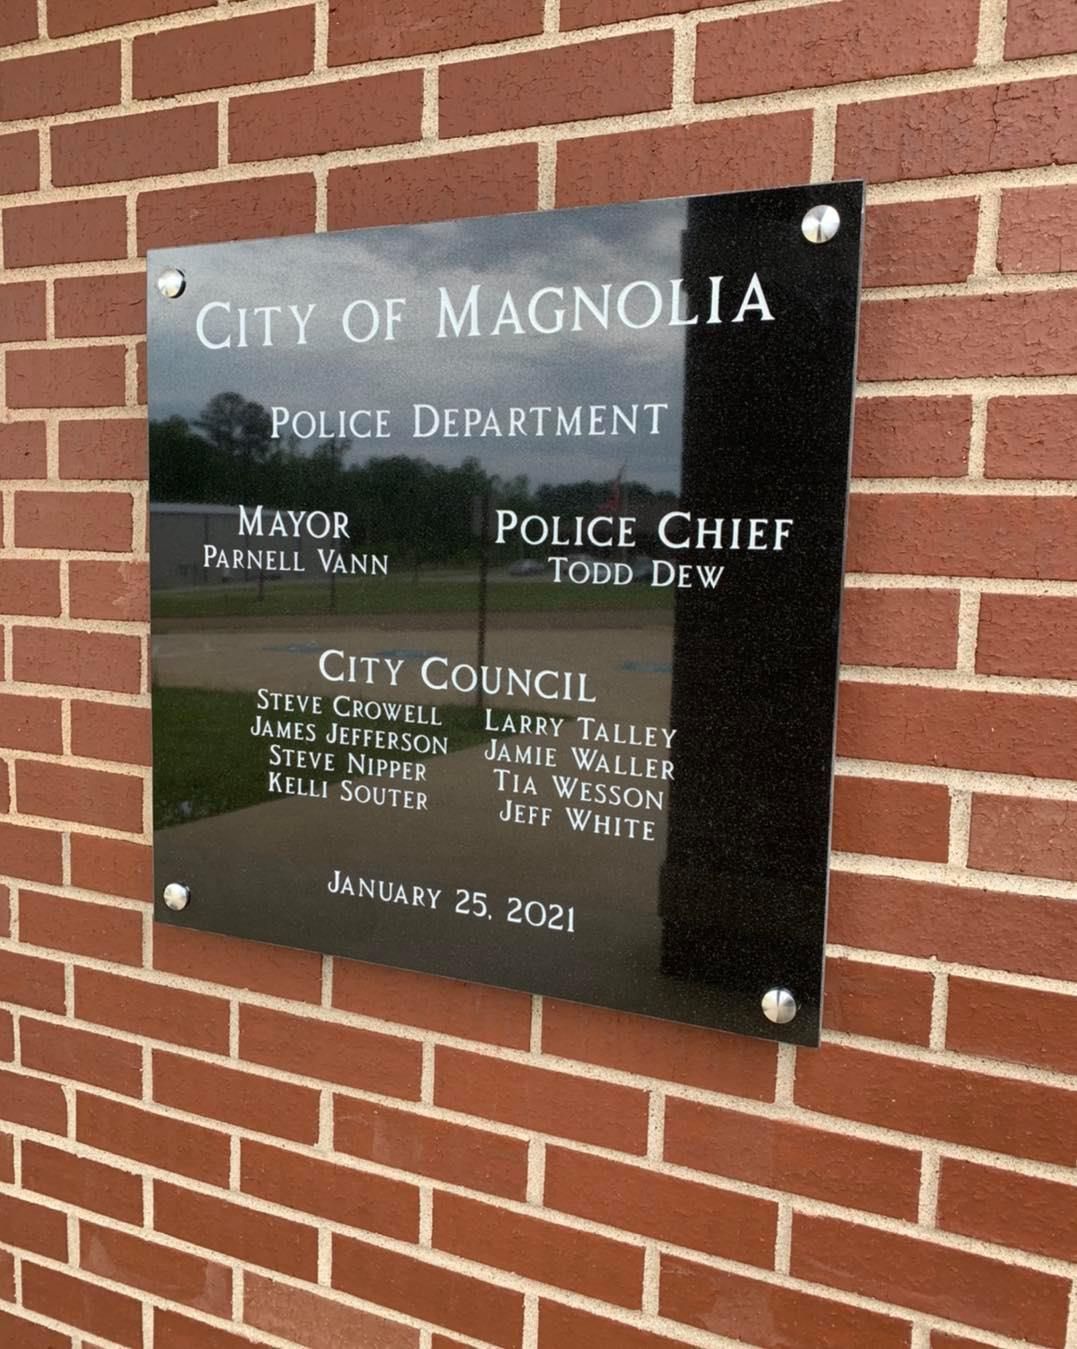 City of Magnolia
Police Department
Mayor
Parnell Vann
Police Chief
Todd Dew
City Council
Steve Crowell
James Jefferson
Steve Nipper
Kelli Souter
Larry Talley
Jamie Waller
Tia Wesson
Jeff White
January 25, 2021